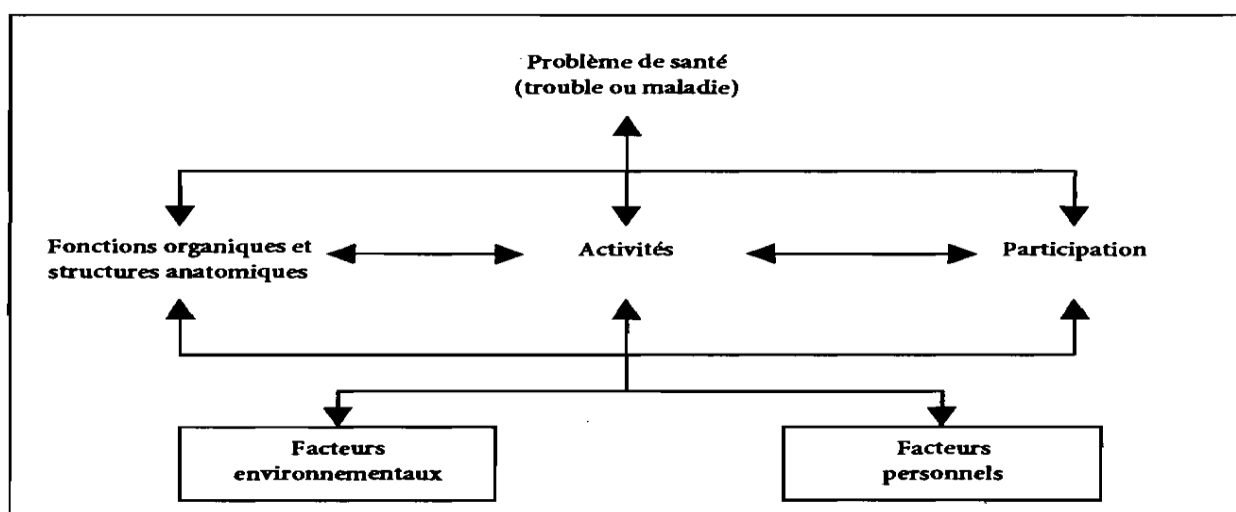 Problème de santé
(trouble ou maladie)
Fonctions organiques et
structures anatomiques
Activités
Participation
Facteurs
environnementaux
Facteurs
personnels